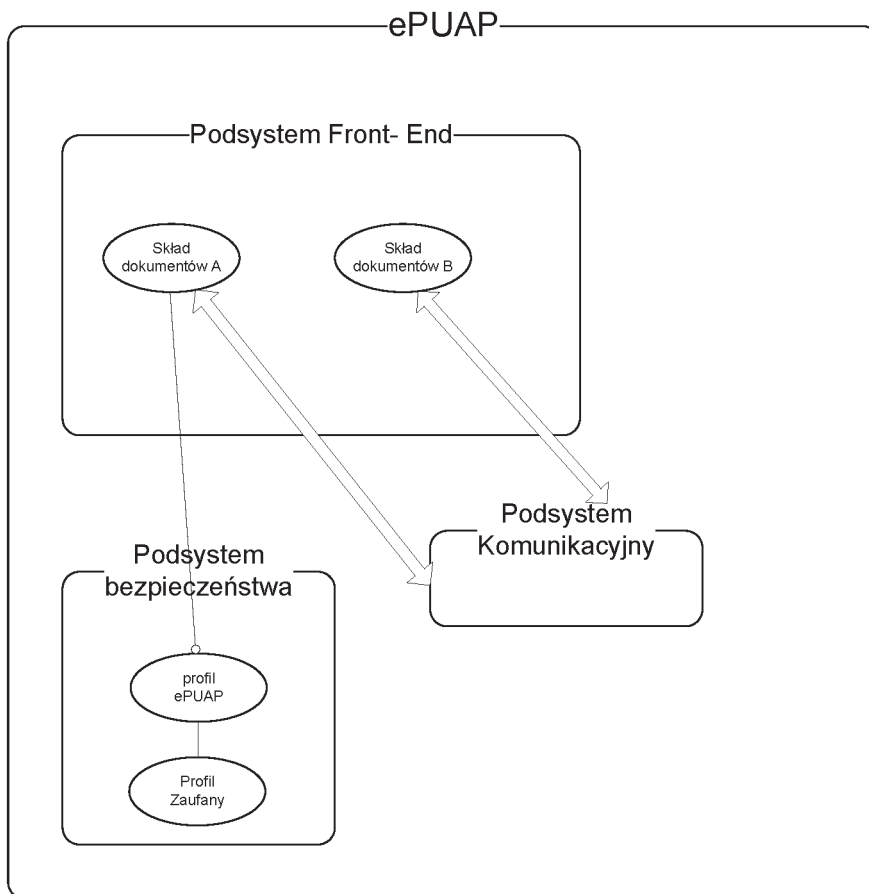 ePUAP
Podsystem Front- End
Skład
dokumentów A
Skład
dokumentów B
Podsystem
Komunikacyjny
Podsystem
bezpieczeństwa
profil
ePUAP
Profil
Zaufany